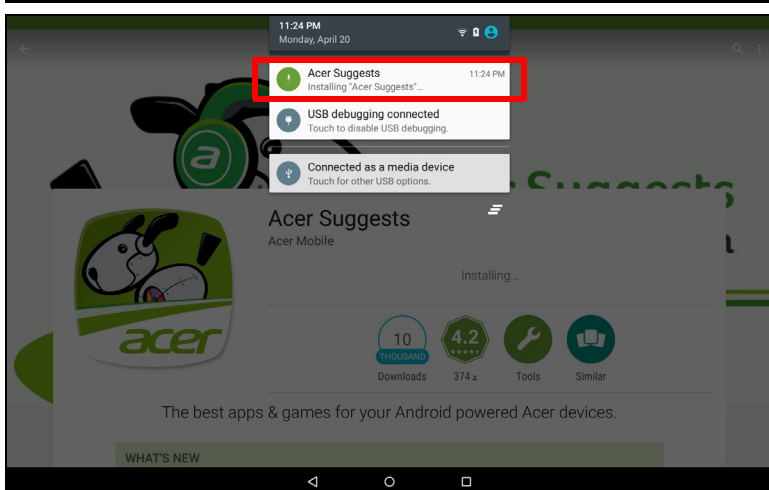 11:24 PM
Monday, April 20
Acer Suggests 11:24 PM
Installing "Acer Suggests"...
USB debugging connected
Touch to disable USB debugging.
Connected as a media device
Touch for other USB options.
a
Suggests
Acer Suggests
Acer Mobile
Installing...
acer
10
THOUSAND
4.2
Downloads 374 Tools Similar
The best apps & games for your Android powered Acer devices.
WHAT'S NEW